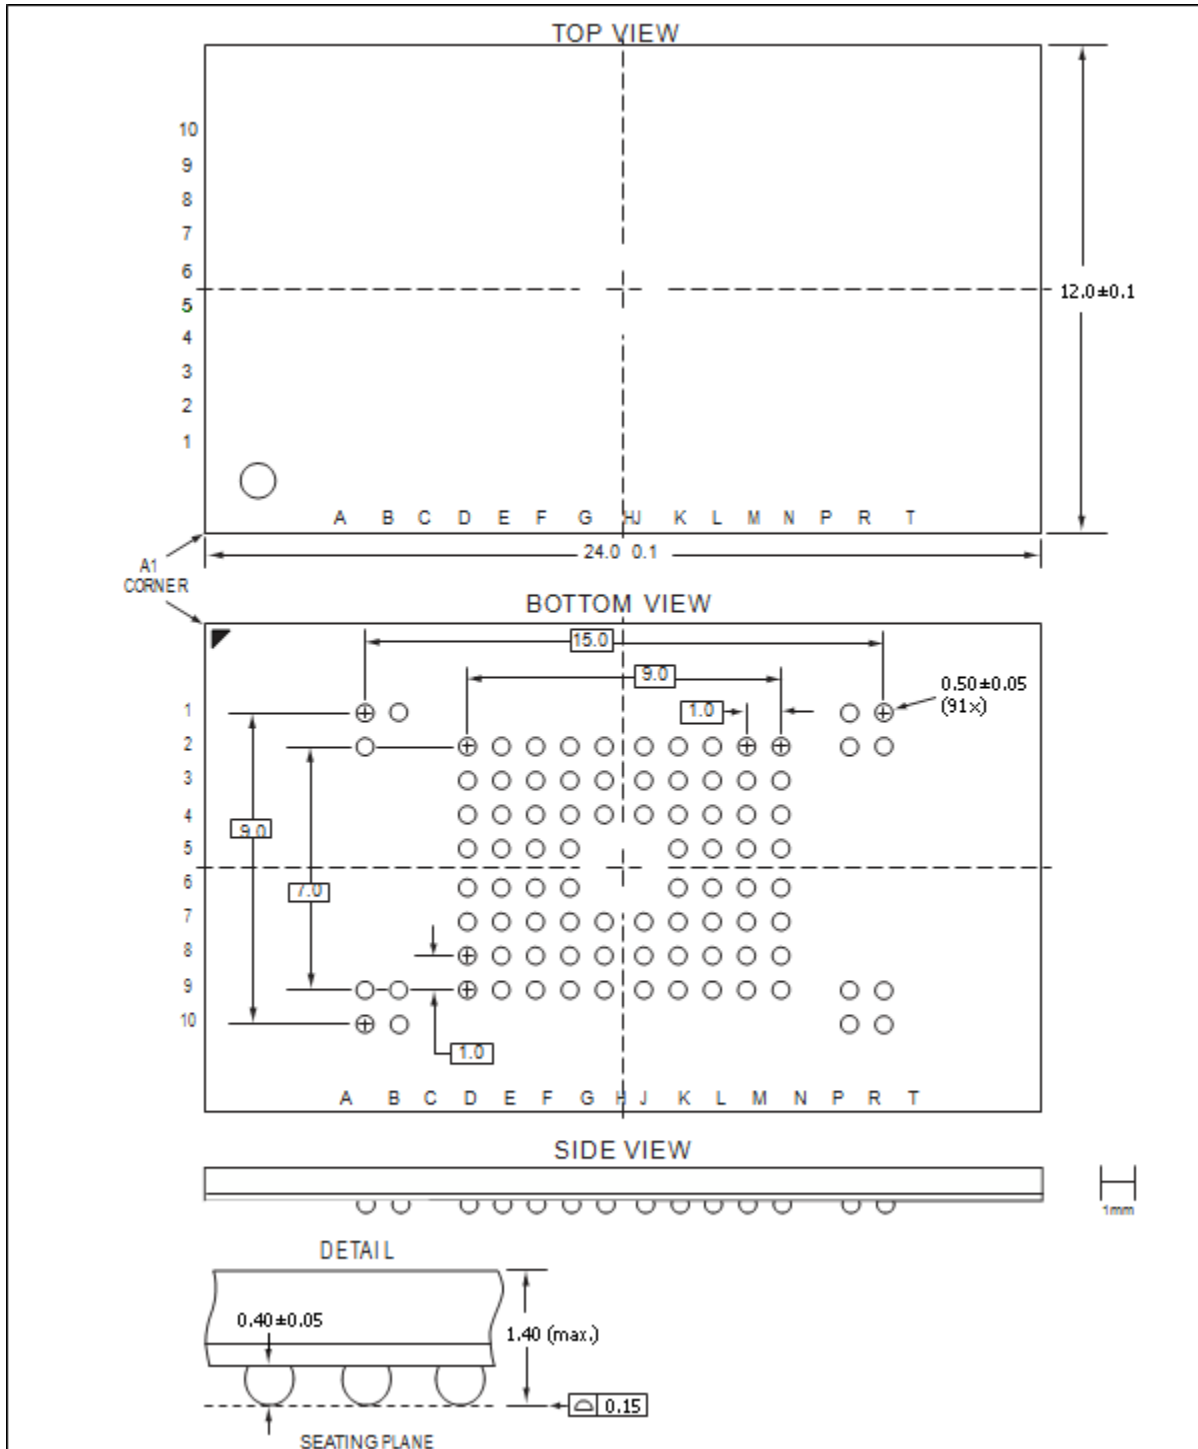 TOP VIEW
10
9
8
7
6
5
4
3
2
1
12.0±0.1
A B C D E F G HJ K L M N P R T
24.0 0.1
A1
CORNER
BOTTOM VIEW
15.0
9.0
0.50±0.05
(91x)
1.0
1
2
3
4
9.0
5
6
7.0
7
8
9
10
1.0
A B C D E F G H J K L M N P R T
SIDE VIEW
1mm
DETAIL
0.40±0.05
1.40 (max.)
0.15
SEATING PLANE